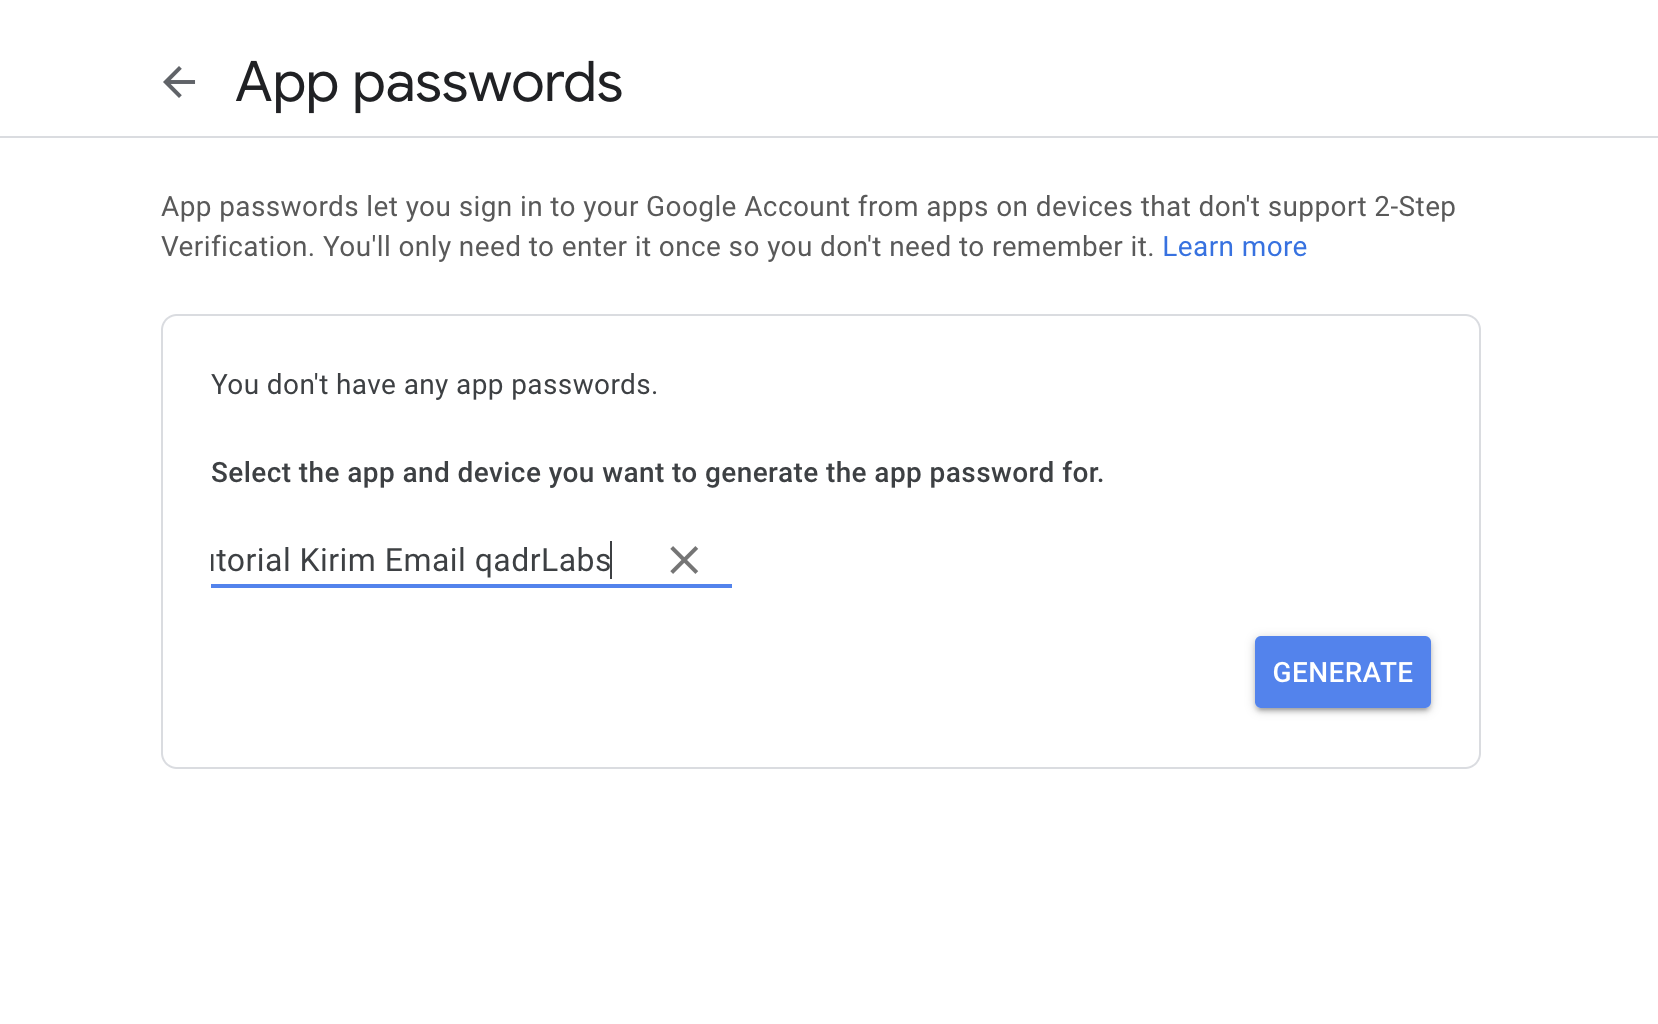 App passwords
App passwords let you sign in to your Google Account from apps on devices that don't support 2-Step
Verification. You'll only need to enter it once so you don't need to remember it. Learn more
You don't have any app passwords.
Select the app and device you want to generate the app password for.
torial Kirim Email qadrLabs
GENERATE